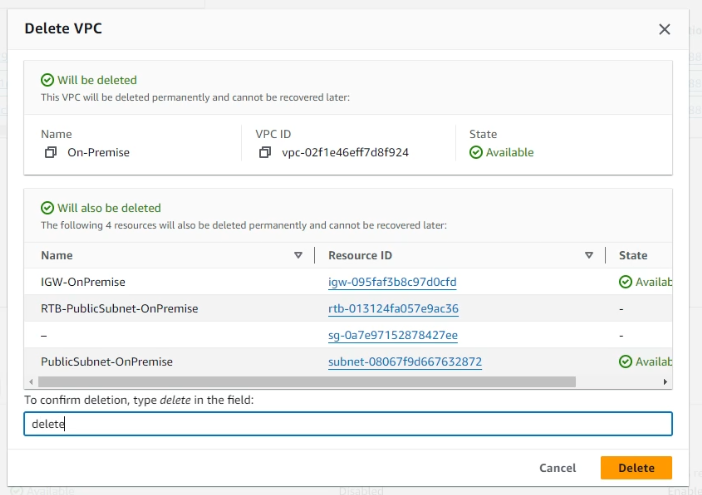 Delete VPC
Will be deleted
This VPC will be deleted permanently and cannot be recovered later:
Name VPC ID State
On-Premise vpc-02f1e46eff7d8f924 Available
Will also be deleted
The following 4 resources will also be deleted permanently and cannot be recovered later:
Name Resource ID State
IGW-OnPremise igw-095faf3b8c97d0cfd Availab
RTB-PublicSubnet-OnPremise rtb-013124fa057e9ac36 -
– sg-0a7e97152878427ee -
PublicSubnet-OnPremise subnet-08067f9d667632872 Availab
To confirm deletion, type delete in the field:
delete
Cancel Delete
Available Disabled